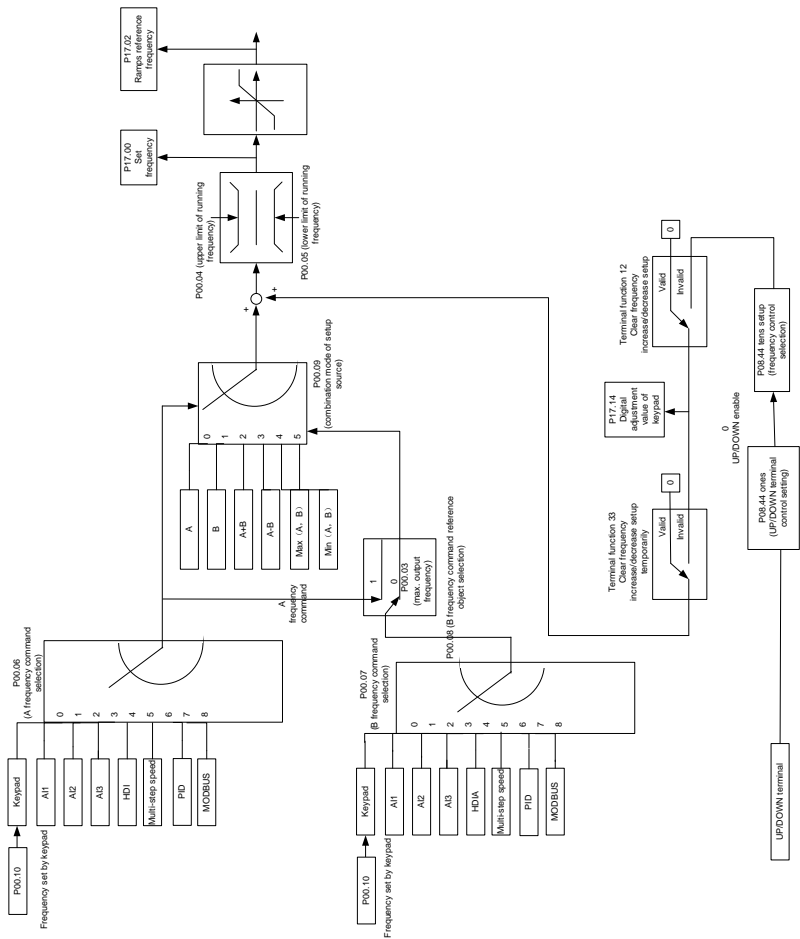 P00.10
Frequency set by keypad
Keypad
AI1
AI2
AI3
HDI
Multi-step speed
PID
MODBUS
P00.06
(A frequency command
selection)
0
1
2
3
4
5
6
7
8
A
frequency
command
P00.10
Frequency set by keypad
Keypad
AI1
AI2
AI3
HDIA
Multi-step speed
PID
MODBUS
P00.07
(B frequency command
selection)
0
1
2
3
4
5
6
7
8
P00.08 (B frequency command reference
object selection)
1
0
P00.03
(max. output
frequency)
A
B
A+B
A-B
Max（A，B）
Min（A，B）
0
1
2
3
4
5
P00.09
(combination mode of setup
source)
+
+
P00.04 (upper limit of running
frequency)
P00.05 (lower limit of running
frequency)
P17.00
Set
frequency
P17.02
Ramps reference
frequency
UP/DOWN terminal
P08.44 ones
(UP/DOWN terminal
control setting)
0
UP/DOWN enable
P08.44 tens setup
(frequency control
selection)
Terminal function 33
Clear frequency
increase/decrease setup
temporarily
Valid
Invalid
0
P17.14
Digital
adjustment
value of
keypad
Terminal function 12
Clear frequency
increase/decrease setup
Valid
Invalid
0